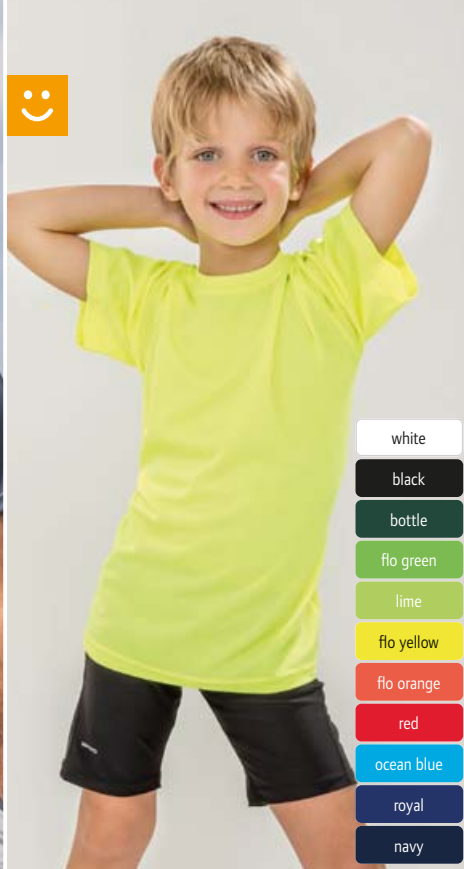 white
black
bottle
flo green
lime
flo yellow
flo orange
red
ocean blue
royal
navy